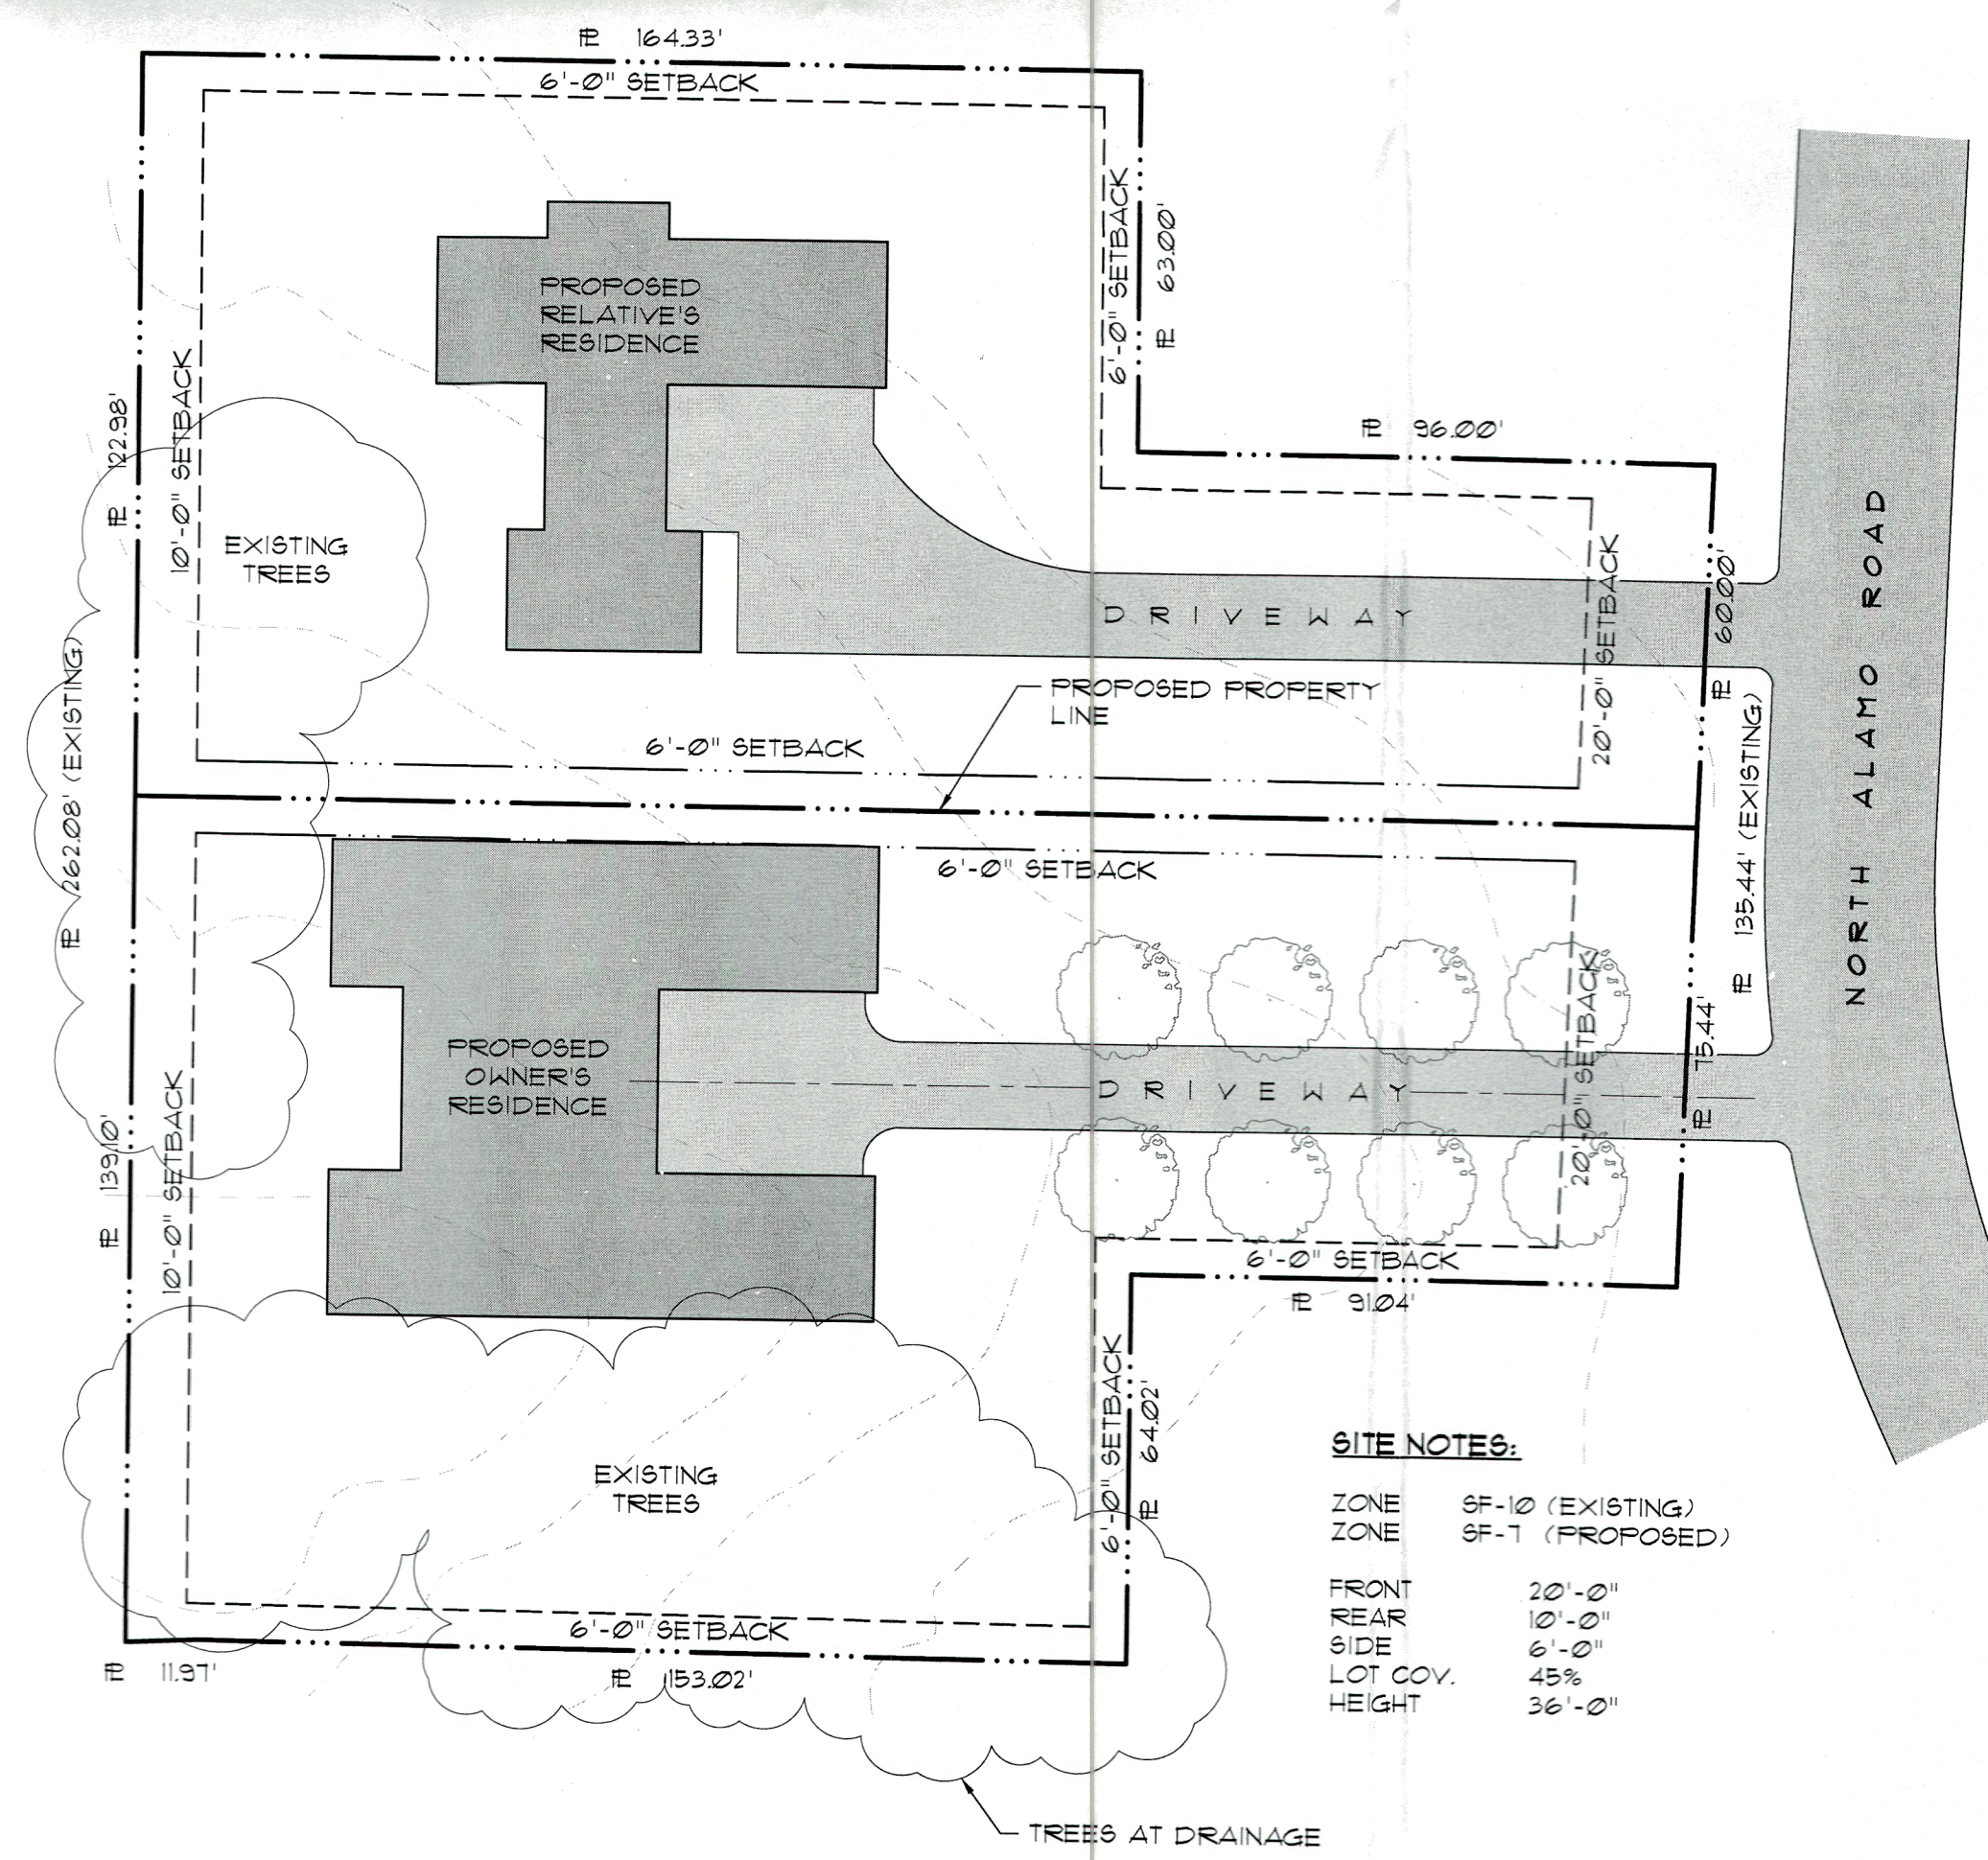 PL 164.33'
6'-0" SETBACK
6'-0" SETBACK
PL 63.00'
PROPOSED
RELATIVE'S
RESIDENCE
PL 122.98'
10'-0" SETBACK
PL 96.00'
EXISTING
TREES
DRIVEWAY
20'-0" SETBACK
PL 60.00'
NORTH ALAMO ROAD
PL 262.08' (EXISTING)
PROPOSED PROPERTY
LINE
6'-0" SETBACK
PL 135.44' (EXISTING)
6'-0" SETBACK
PROPOSED
OWNER'S
RESIDENCE
DRIVEWAY
20'-0" SETBACK
PL 75.44'
PL 139.10'
10'-0" SETBACK
6'-0" SETBACK
PL 91.04'
6'-0" SETBACK
PL 64.02'
EXISTING
TREES
SITE NOTES:
ZONE SF-10 (EXISTING)
ZONE SF-7 (PROPOSED)
FRONT 20'-0"
REAR 10'-0"
SIDE 6'-0"
LOT COV. 45%
HEIGHT 36'-0"
6'-0" SETBACK
PL 11.97'
PL 153.02'
TREES AT DRAINAGE